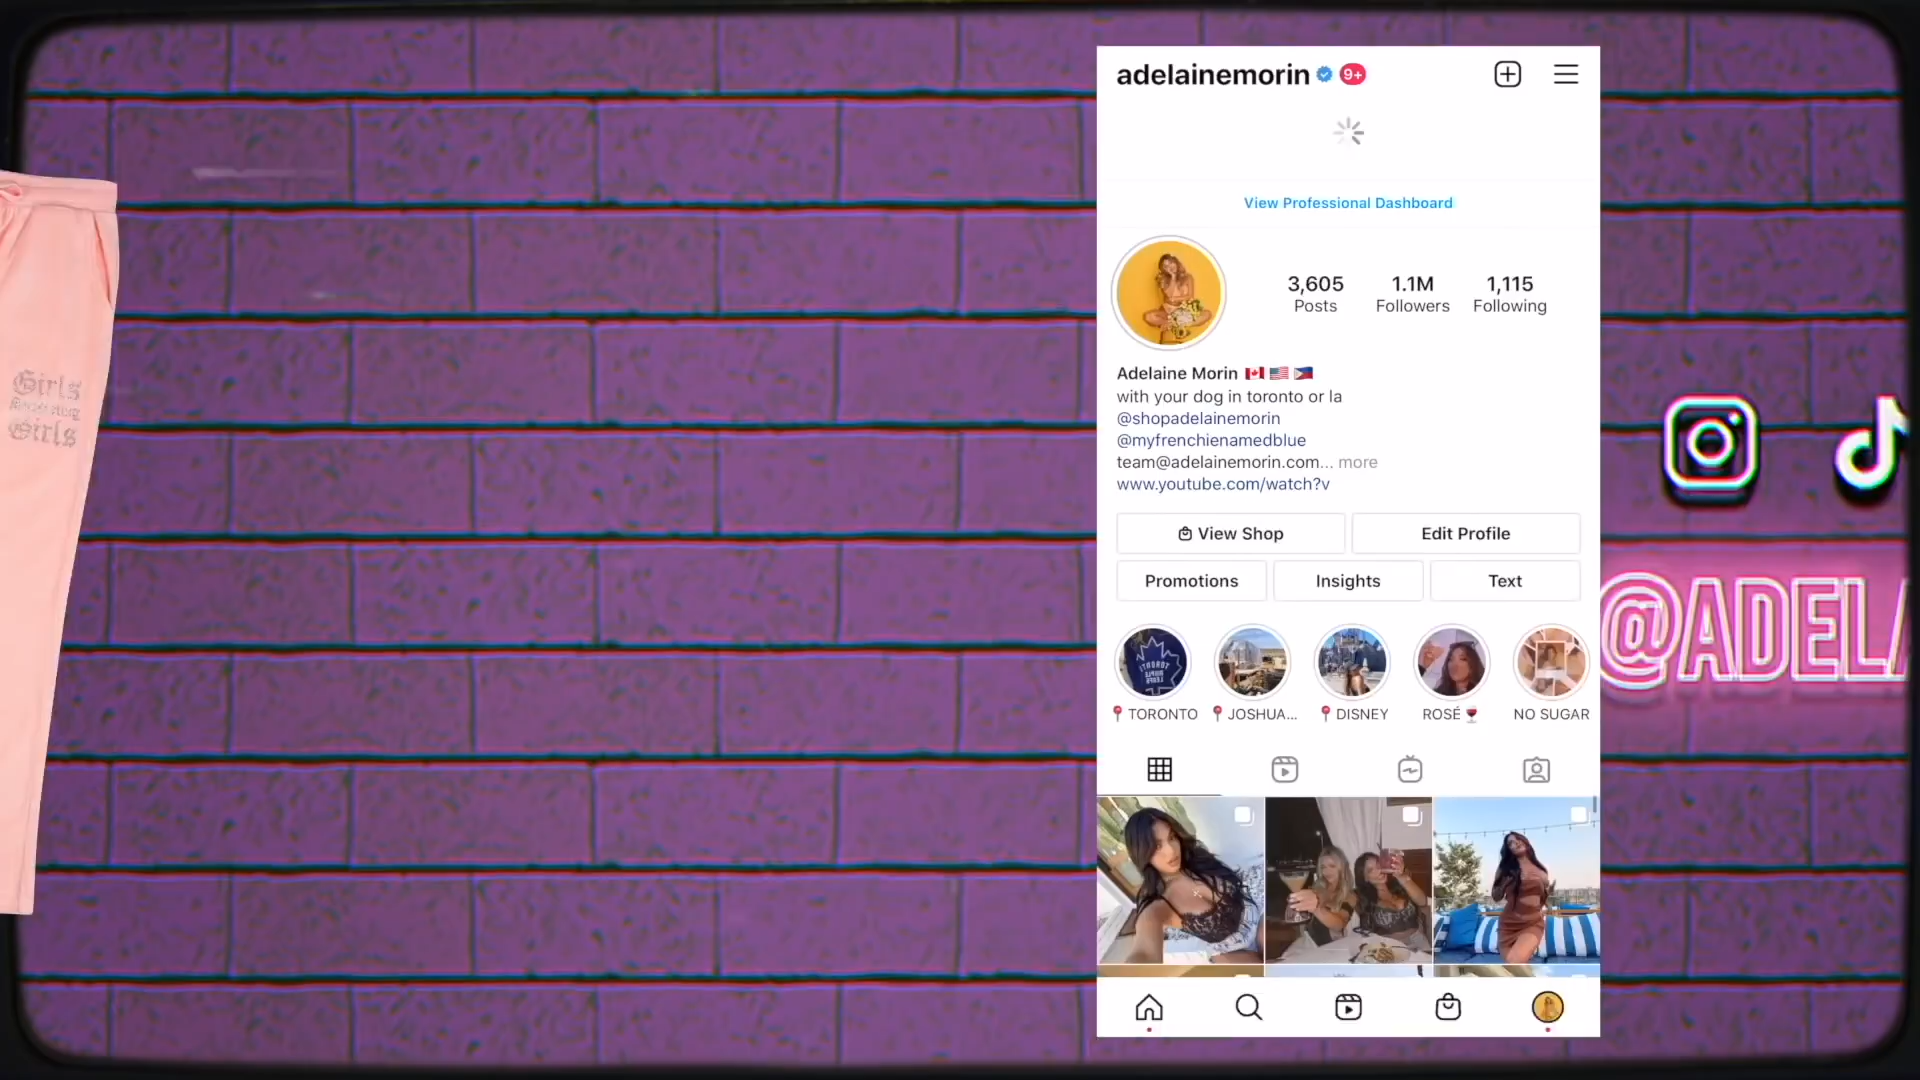 adelainemorin 9+
View Professional Dashboard
3,605 1.1M 1,115
Posts Followers Following
Adelaine Morin 🇨🇦 🇺🇸 🇵🇭
with your dog in toronto or la
@shopadelainemorin
@myfrenchienamedblue
team@adelainemorin.com... more
www.youtube.com/watch?v
View Shop Edit Profile
Promotions Insights Text
📍 TORONTO 📍 JOSHUA... 📍 DISNEY ROSÉ 🍷 NO SUGAR
Girls
Girls
@ADELA
TORONTO